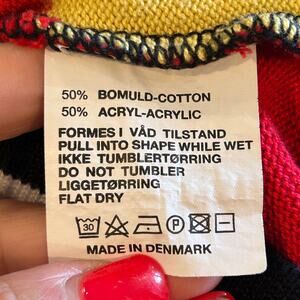 50% BOMULD-COTTON
50% ACRYL-ACRYLIC
FORMES I VÅD TILSTAND
PULL INTO SHAPE WHILE WET
IKKE TUMBLERTØRRING
DO NOT TUMBLER
LIGGETØRRING
FLAT DRY
30 P
MADE IN DENMARK